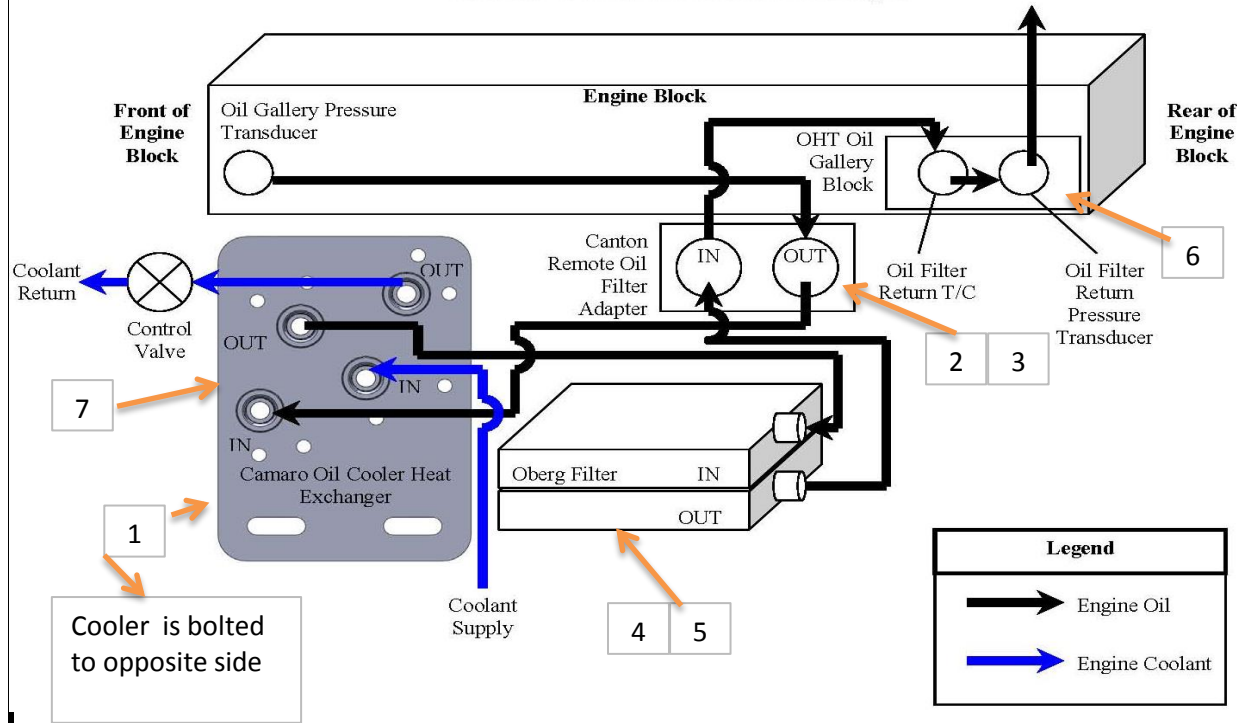 Engine Block
Front of
Engine
Block
Oil Gallery Pressure
Transducer
OHT Oil
Gallery
Block
Rear of
Engine
Block
6
Canton
Remote Oil
Filter
Adapter
IN
OUT
Oil Filter
Return T/C
Oil Filter
Return
Pressure
Transducer
2
3
Coolant
Return
Control
Valve
OUT
OUT
IN
IN
7
Camaro Oil Cooler Heat
Exchanger
1
Cooler is bolted
to opposite side
Oberg Filter
IN
OUT
Coolant
Supply
4
5
Legend
Engine Oil
Engine Coolant